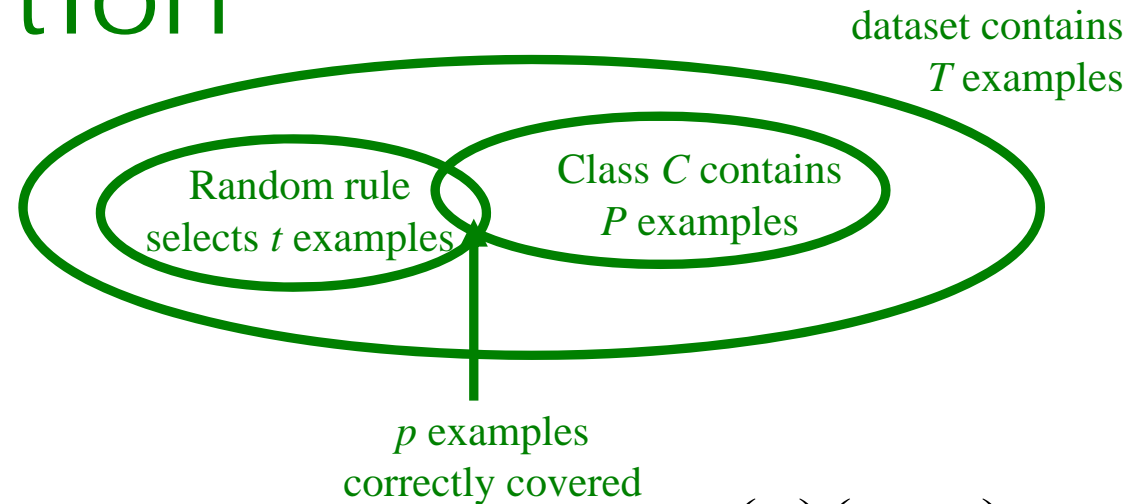 tion
dataset contains
T examples
Random rule
selects t examples
Class C contains
P examples
p examples
correctly covered